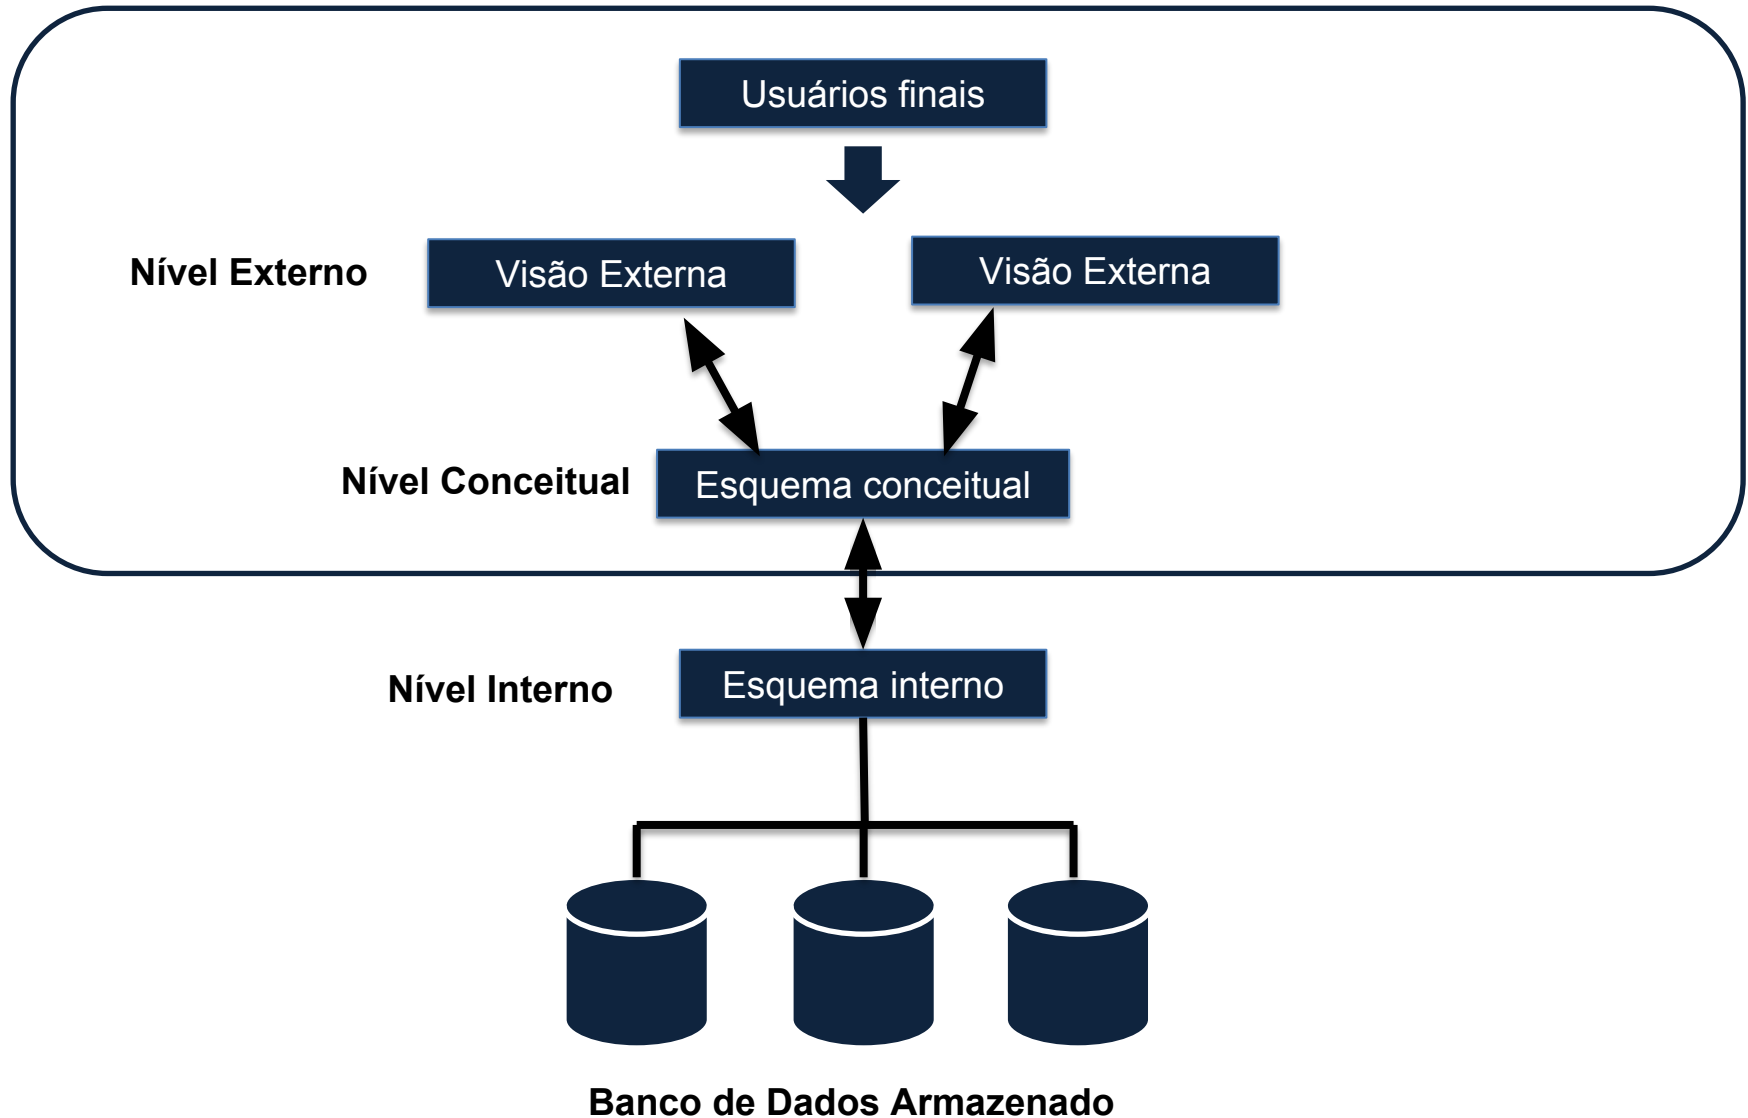 Usuários finais
Nível Externo
Visão Externa
Visão Externa
Nível Conceitual
Esquema conceitual
Nível Interno
Esquema interno
Banco de Dados Armazenado